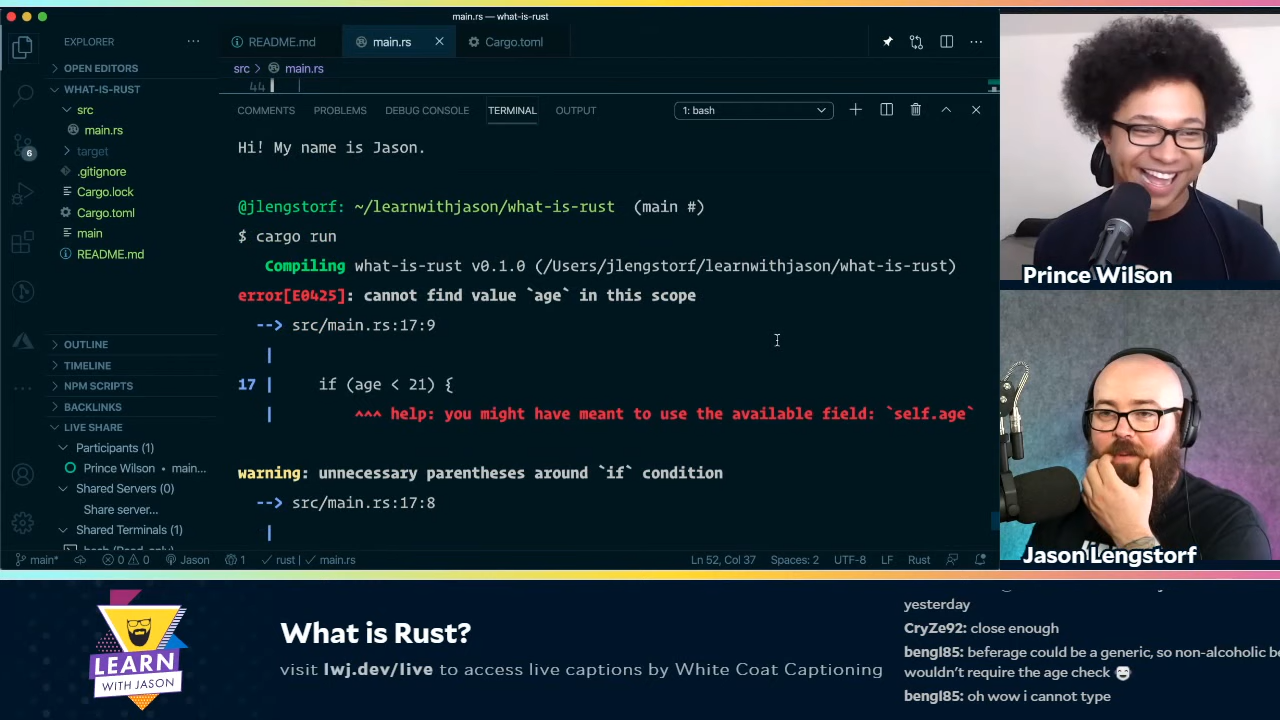 main.rs — what-is-rust
EXPLORER
OPEN EDITORS
WHAT-IS-RUST
src
main.rs
target
.gitignore
Cargo.lock
Cargo.toml
main
README.md
OUTLINE
TIMELINE
NPM SCRIPTS
BACKLINKS
LIVE SHARE
Participants (1)
Prince Wilson • main...
Shared Servers (0)
Share server...
Shared Terminals (1)
6
README.md
main.rs
Cargo.toml
src > main.rs
44
COMMENTS PROBLEMS DEBUG CONSOLE TERMINAL OUTPUT 1: bash
Hi! My name is Jason.
@jlengstorf: ~/learnwithjason/what-is-rust (main #)
$ cargo run
Compiling what-is-rust v0.1.0 (/Users/jlengstorf/learnwithjason/what-is-rust)
error[E0425]: cannot find value `age` in this scope
--> src/main.rs:17:9
|
17 | if (age < 21) {
| ^^^ help: you might have meant to use the available field: `self.age`
warning: unnecessary parentheses around `if` condition
--> src/main.rs:17:8
|
main* 0 0 Jason 1 rust | main.rs Ln 52, Col 37 Spaces: 2 UTF-8 LF Rust
Prince Wilson
Jason Lengstorf
LEARN
WITH JASON
What is Rust?
visit lwj.dev/live to access live captions by White Coat Captioning
yesterday
CryZe92: close enough
bengl85: beferage could be a generic, so non-alcoholic be
wouldn't require the age check
bengl85: oh wow i cannot type